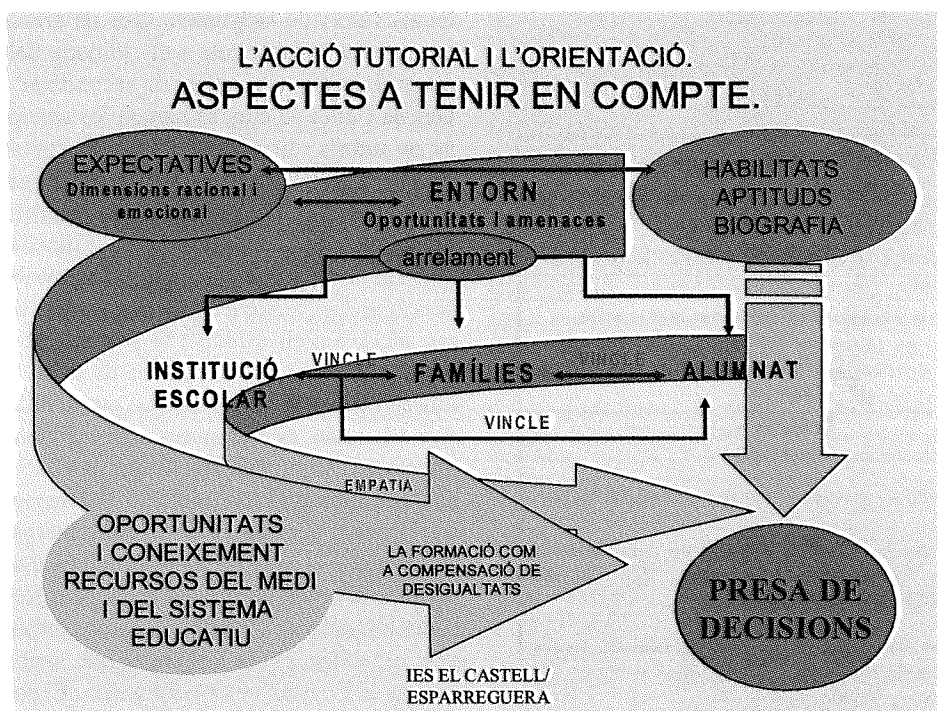 L'ACCIÓ TUTORIAL I L'ORIENTACIÓ.
ASPECTES A TENIR EN COMPTE.
EXPECTATIVES
Dimensions racional i
emocional
ENTORN
Oportunitats i amenaces
arrelament
HABILITATS
APTITUDS
BIOGRAFIA
INSTITUCIÓ
ESCOLAR
VINCLE
FAMÍLIES
VINCLE
ALUMNAT
VINCLE
EMPATIA
OPORTUNITATS
I CONEIXEMENT
RECURSOS DEL MEDI
I DEL SISTEMA
EDUCATIU
LA FORMACIÓ COM
A COMPENSACIÓ DE
DESIGUALTATS
PRESA DE
DECISIONS
IES EL CASTELL/
ESPARREGUERA